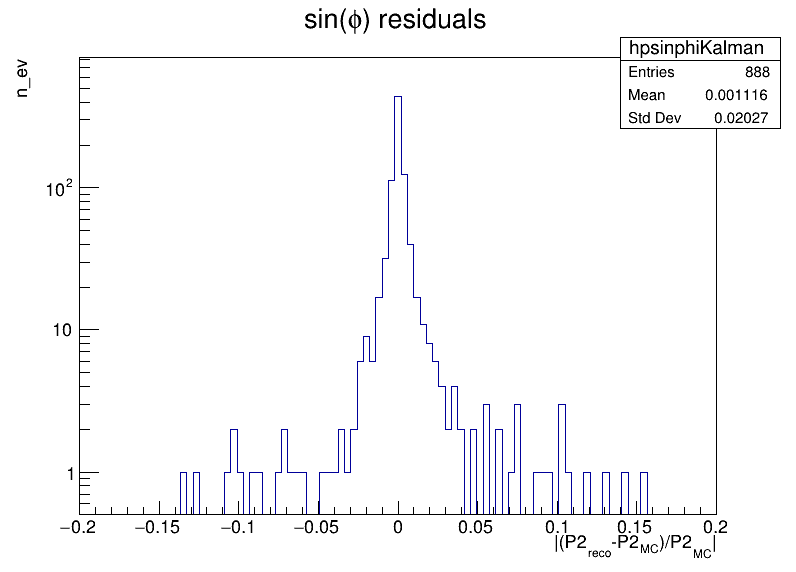 sin(ϕ) residuals
hpsinphiKalman
Entries 888
Mean 0.001116
Std Dev 0.02027
n_ev
10²
10
1
−0.2 −0.15 −0.1 −0.05 0 0.05 0.1 0.15 0.2
|(P2reco-P2MC)/P2MC|